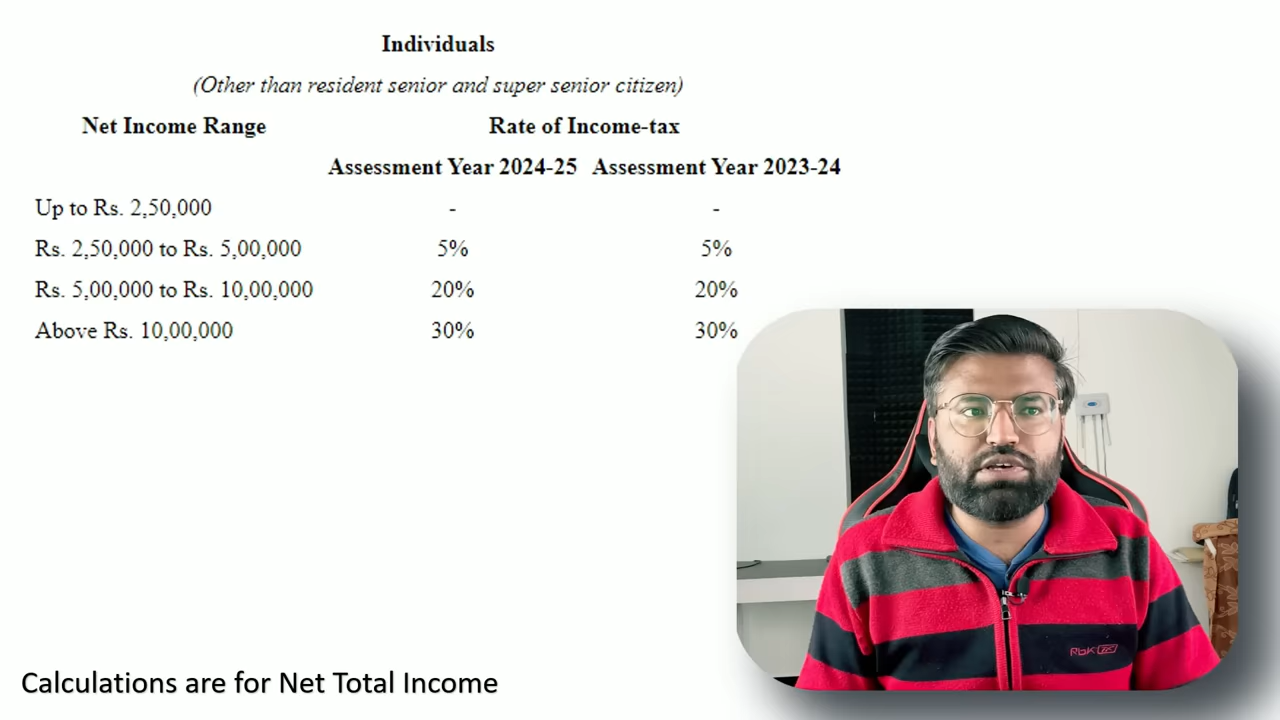 Individuals
(Other than resident senior and super senior citizen)
Net Income Range Rate of Income-tax
Assessment Year 2024-25 Assessment Year 2023-24
Up to Rs. 2,50,000 - -
Rs. 2,50,000 to Rs. 5,00,000 5% 5%
Rs. 5,00,000 to Rs. 10,00,000 20% 20%
Above Rs. 10,00,000 30% 30%
RbK
Calculations are for Net Total Income